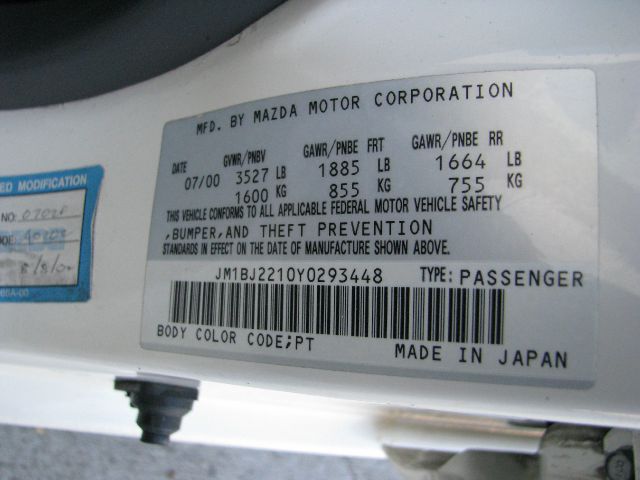 MFD. BY MAZDA MOTOR CORPORATION
DATE GVWR/PNBV GAWR/PNBE FRT GAWR/PNBE RR
07/00 3527 LB 1885 LB 1664 LB
1600 KG 855 KG 755 KG
THIS VEHICLE CONFORMS TO ALL APPLICABLE FEDERAL MOTOR VEHICLE SAFETY
,BUMPER,AND THEFT PREVENTION
STANDARDS IN EFFECT ON THE DATE OF MANUFACTURE SHOWN ABOVE.
JM1BJ2210Y0293448 TYPE: PASSENGER
BODY COLOR CODE;PT
MADE IN JAPAN
ED MODIFICATION
NO: